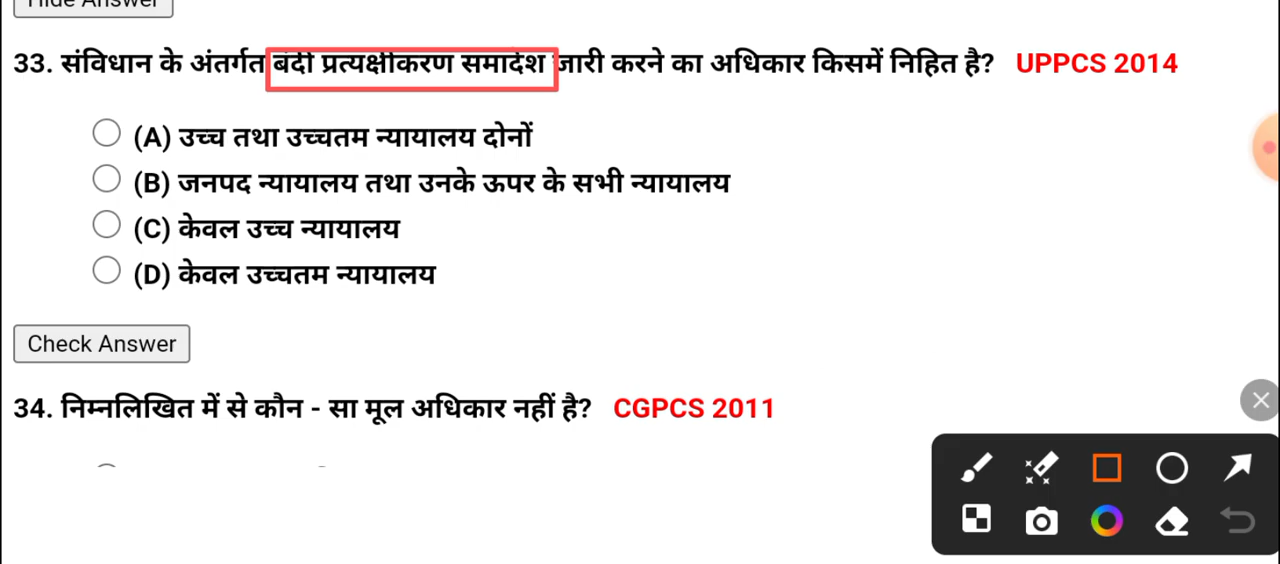 Hide Answer
33. संविधान के अंतर्गत बंदी प्रत्यक्षीकरण समादेश जारी करने का अधिकार किसमें निहित है? UPPCS 2014
(A) उच्च तथा उच्चतम न्यायालय दोनों
(B) जनपद न्यायालय तथा उनके ऊपर के सभी न्यायालय
(C) केवल उच्च न्यायालय
(D) केवल उच्चतम न्यायालय
Check Answer
34. निम्नलिखित में से कौन - सा मूल अधिकार नहीं है? CGPCS 2011